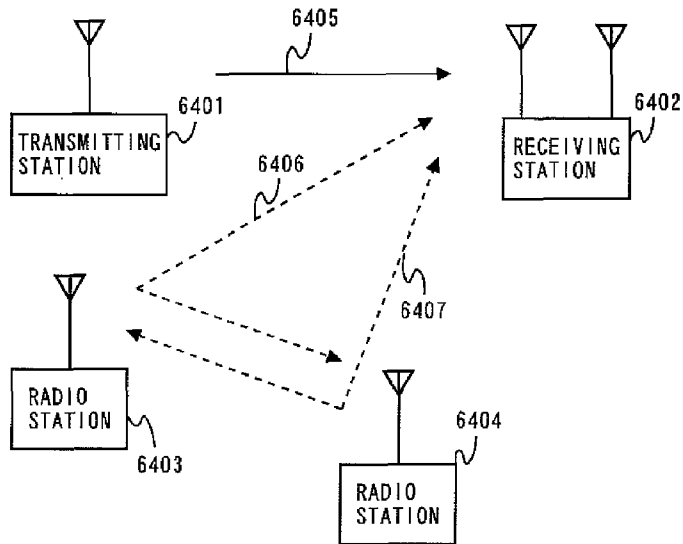 6405
6401
TRANSMITTING
STATION
6402
RECEIVING
STATION
6406
6407
RADIO
STATION
6403
6404
RADIO
STATION